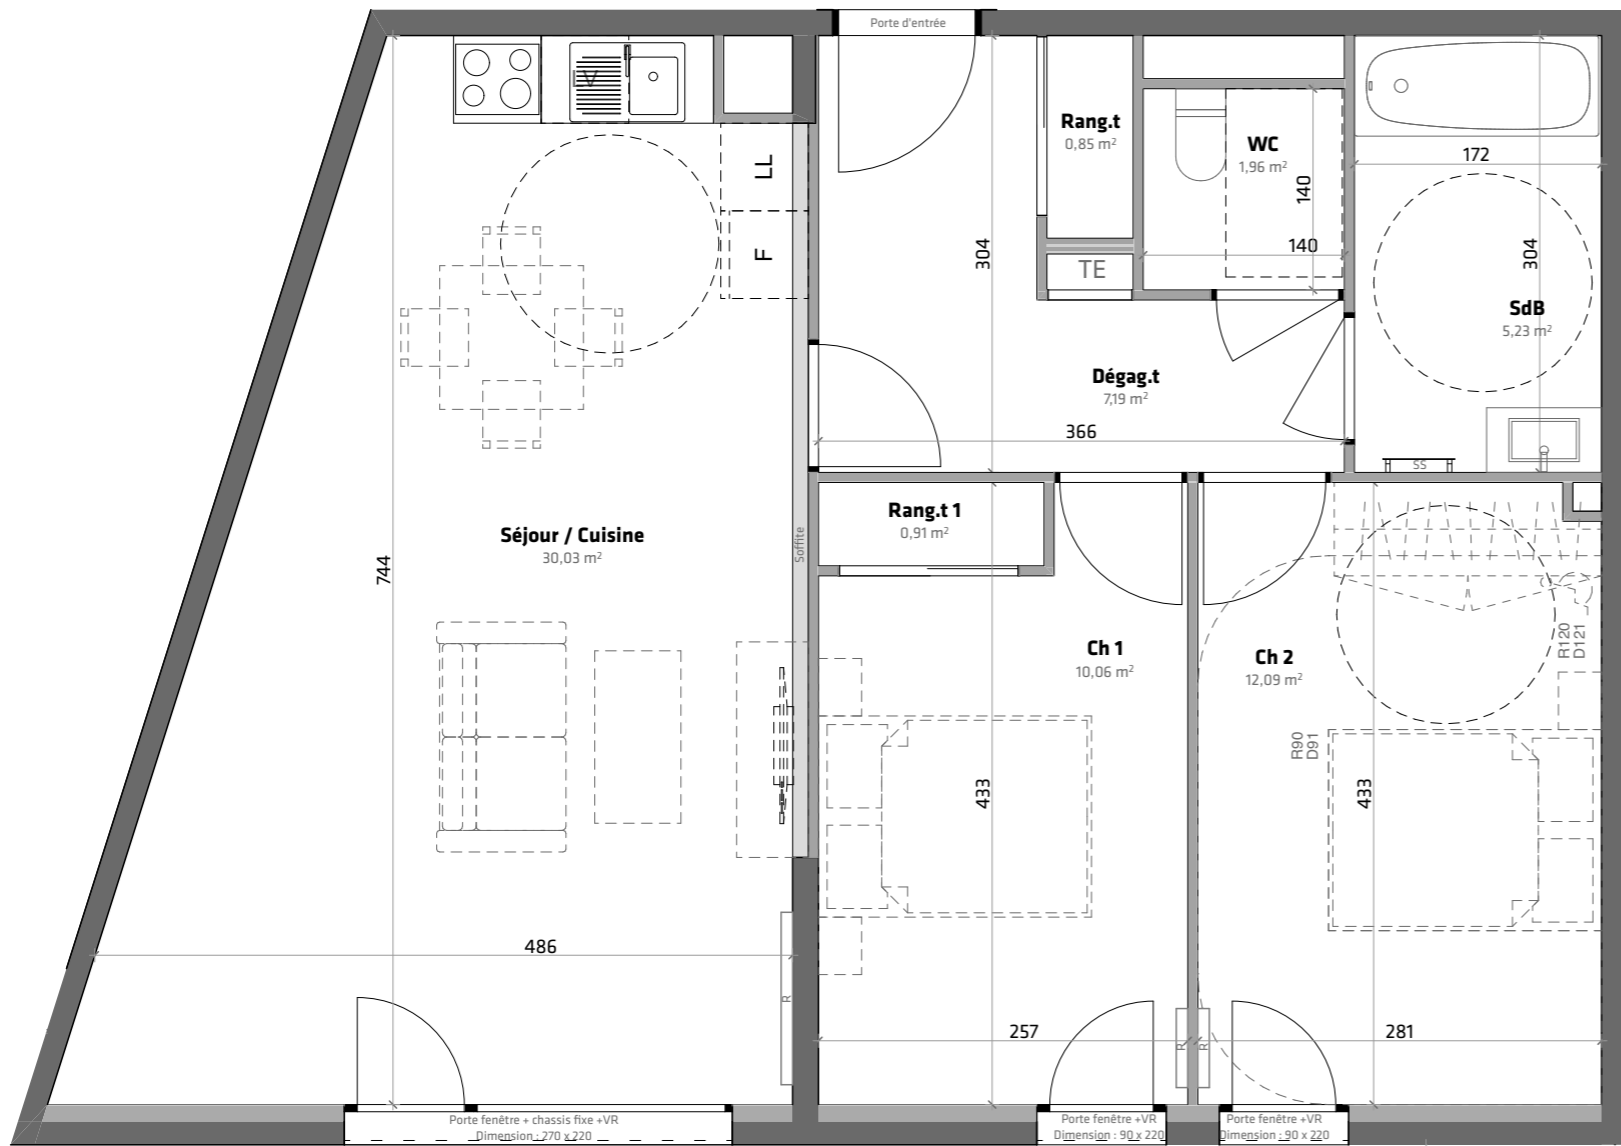 Porte d'entrée
LV
LL
F
Rang.t
0,85 m²
TE
WC
1,96 m²
140
140
172
304
304
SdB
5,23 m²
SS
Dégag.t
7,19 m²
366
Séjour / Cuisine
30,03 m²
744
Soffite
Rang.t 1
0,91 m²
Ch 1
10,06 m²
Ch 2
12,09 m²
R120
D121
R90
D91
433
433
486
257
281
R
R
R
Porte fenêtre + chassis fixe +VR
Dimension : 270 x 220
Porte fenêtre +VR
Dimension : 90 x 220
Porte fenêtre +VR
Dimension : 90 x 220